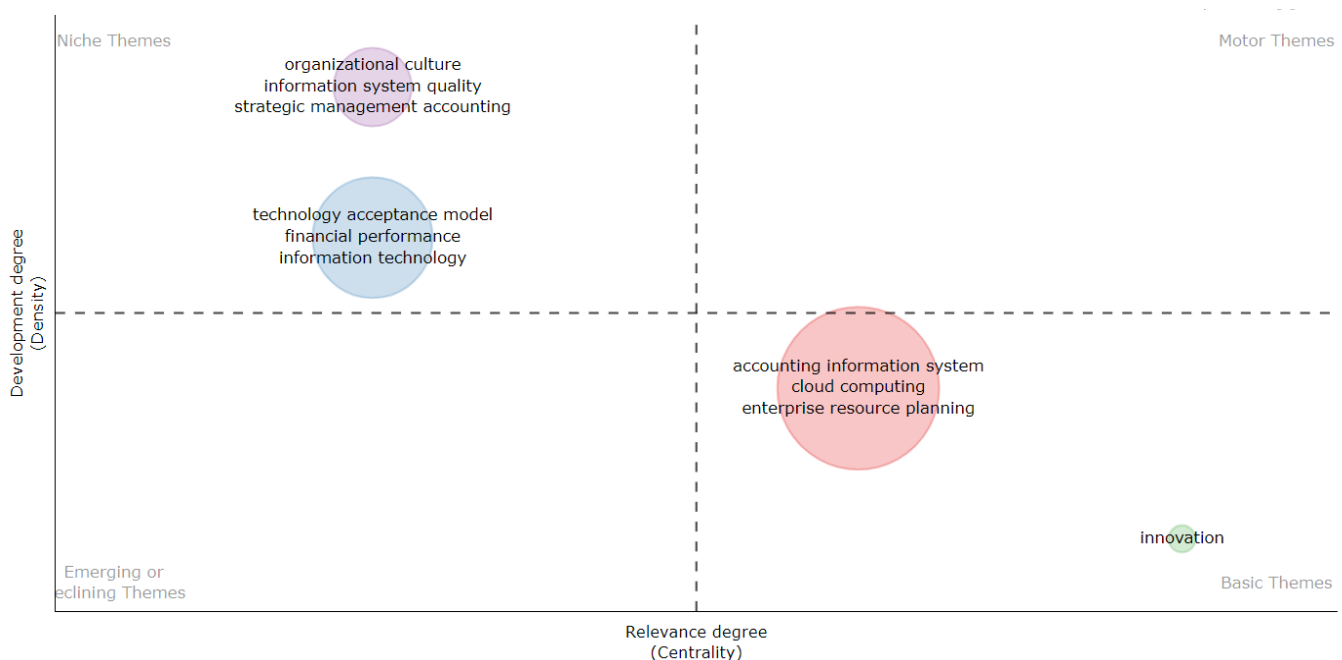 Niche Themes
Motor Themes
organizational culture
information system quality
strategic management accounting
technology acceptance model
financial performance
information technology
Development degree
(Density)
accounting information system
cloud computing
enterprise resource planning
innovation
Emerging or
eclining Themes
Basic Themes
Relevance degree
(Centrality)